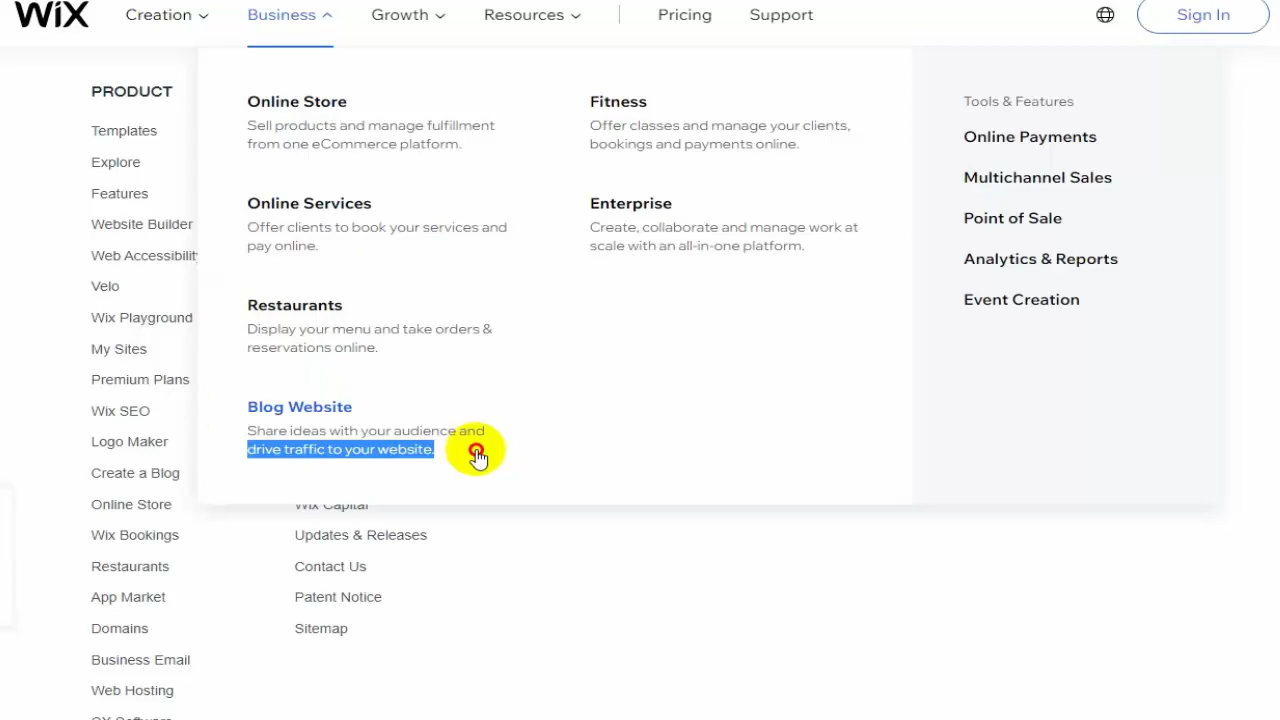 WiX
Creation
Business
Growth
Resources
Pricing
Support
Sign In
PRODUCT
Templates
Explore
Features
Website Builder
Web Accessibility
Velo
Wix Playground
My Sites
Premium Plans
Wix SEO
Logo Maker
Create a Blog
Online Store
Wix Bookings
Restaurants
App Market
Domains
Business Email
Web Hosting
Online Store
Sell products and manage fulfillment
from one eCommerce platform.
Online Services
Offer clients to book your services and
pay online.
Restaurants
Display your menu and take orders &
reservations online.
Blog Website
Share ideas with your audience and
drive traffic to your website.
Fitness
Offer classes and manage your clients,
bookings and payments online.
Enterprise
Create, collaborate and manage work at
scale with an all-in-one platform.
Tools & Features
Online Payments
Multichannel Sales
Point of Sale
Analytics & Reports
Event Creation
Wix Capital
Updates & Releases
Contact Us
Patent Notice
Sitemap